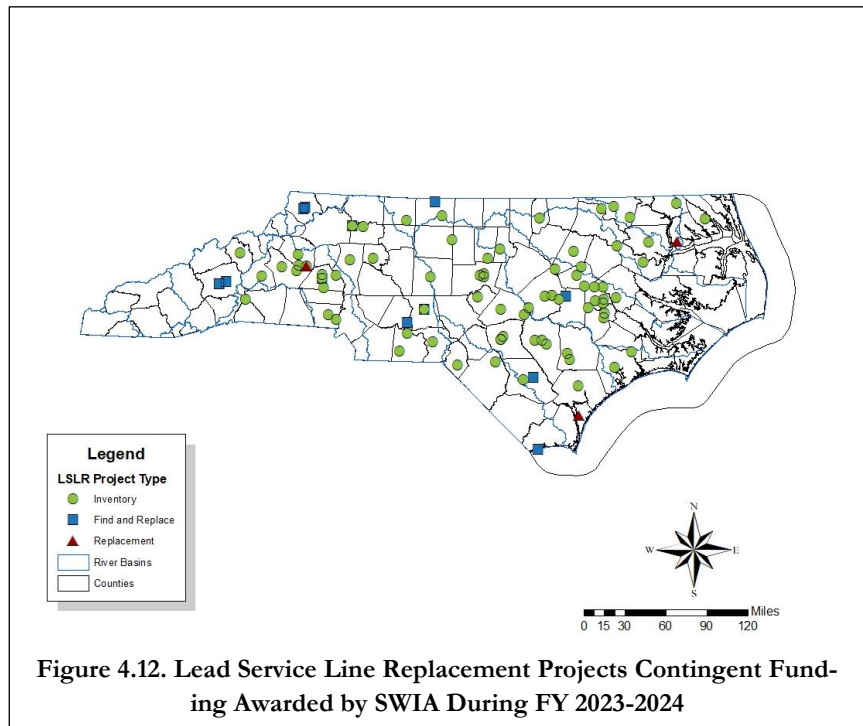 Legend
LSLR Project Type
Inventory
Find and Replace
Replacement
River Basins
Counties
N
W E
S
Miles
0 15 30 60 90 120
Figure 4.12. Lead Service Line Replacement Projects Contingent Fund-
ing Awarded by SWIA During FY 2023-2024